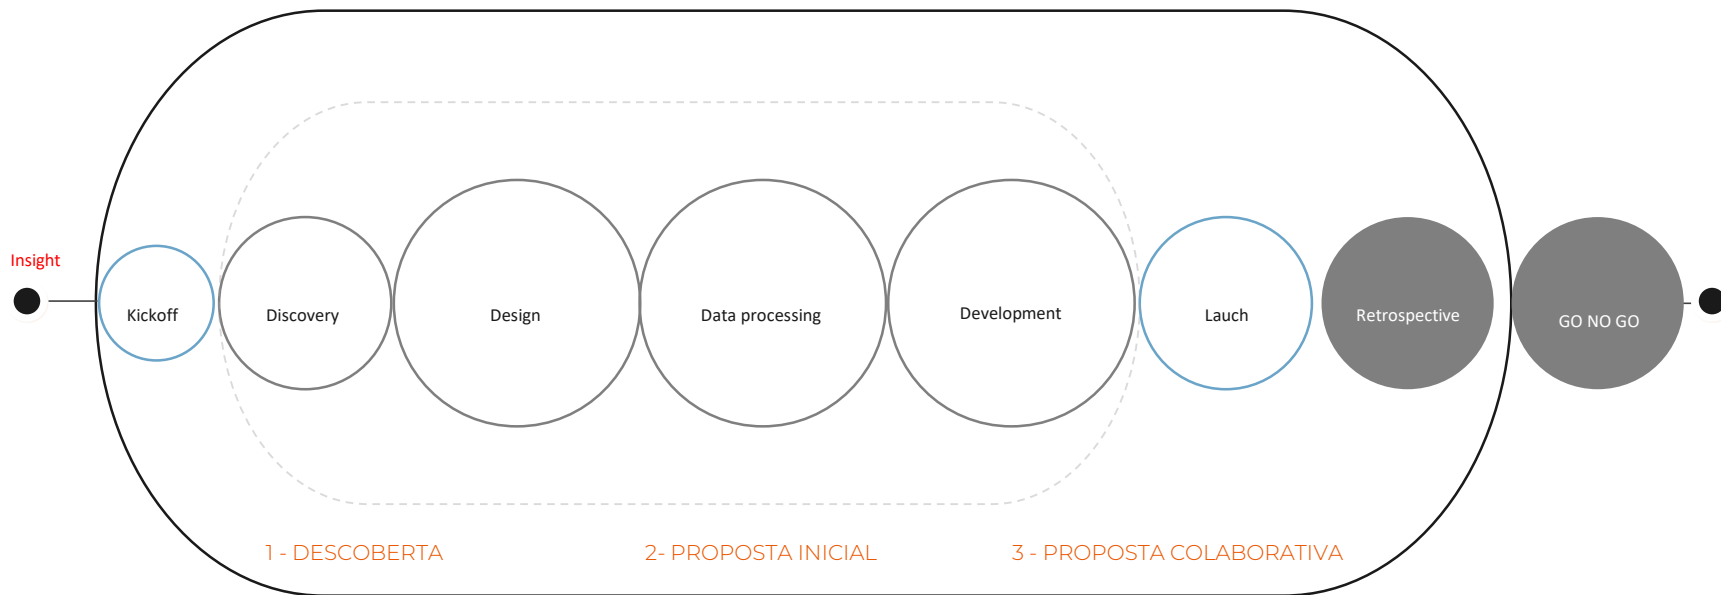 Insight
Kickoff
Discovery
Design
Data processing
Development
Lauch
Retrospective
GO NO GO
1 - DESCOBERTA
2- PROPOSTA INICIAL
3 - PROPOSTA COLABORATIVA